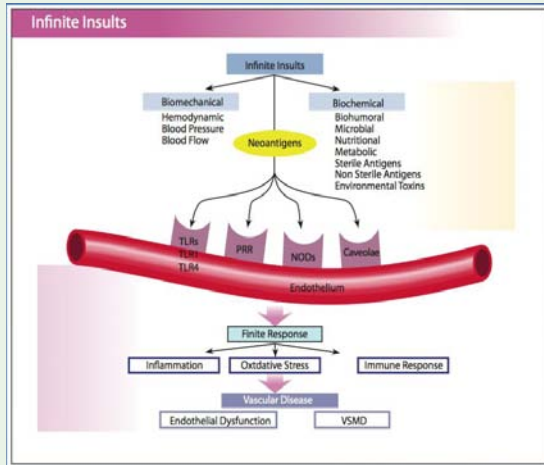 Infinite Insults
Infinite Insults
Biomechanical
Hemodynamic
Blood Pressure
Blood Flow
Biochemical
Biohumoral
Microbial
Nutritional
Metabolic
Sterile Antigens
Non Sterile Antigens
Environmental Toxins
Neoantigens
TLRs
TLR1
TLR4
PRR
NODs
Caveolae
Endothelium
Finite Response
Inflammation
Oxtdative Stress
Immune Response
Vascular Disease
Endothelial Dysfunction
VSMD